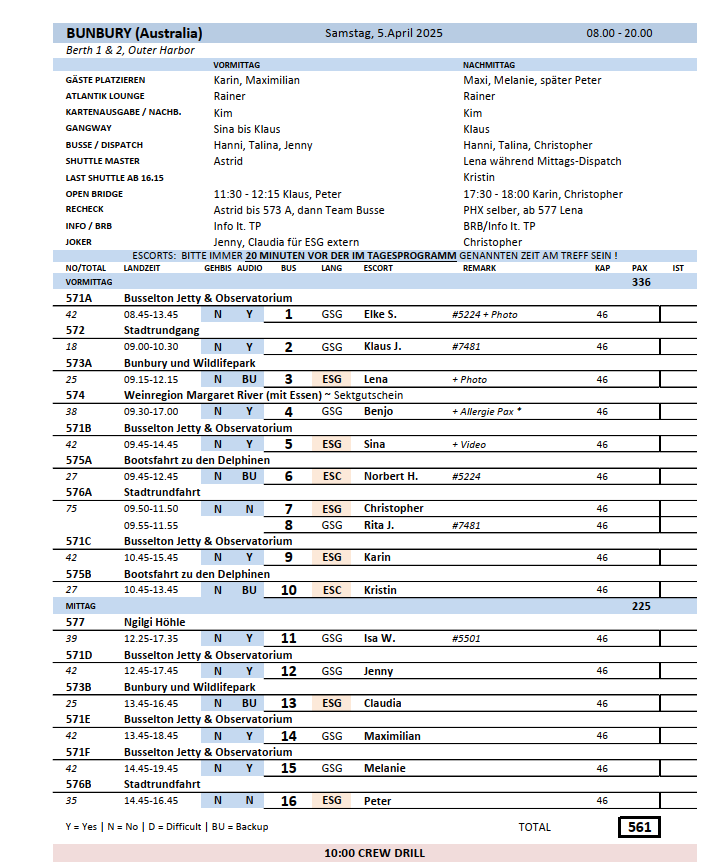 BUNBURY (Australia) Samstag, 5.April 2025 08.00 - 20.00
Berth 1 & 2, Outer Harbor
VORMITTAG NACHMITTAG
GÄSTE PLATZIEREN Karin, Maximilian Maxi, Melanie, später Peter
ATLANTIK LOUNGE Rainer Rainer
KARTENAUSGABE / NACHB. Kim Kim
GANGWAY Sina bis Klaus Klaus
BUSSE / DISPATCH Hanni, Talina, Jenny Hanni, Talina, Christopher
SHUTTLE MASTER Astrid Lena während Mittags-Dispatch
LAST SHUTTLE AB 16.15 Kristin
OPEN BRIDGE 11:30 - 12:15 Klaus, Peter 17:30 - 18:00 Karin, Christopher
RECHECK Astrid bis 573 A, dann Team Busse PHX selber, ab 577 Lena
INFO / BRB Info lt. TP BRB/Info lt. TP
JOKER Jenny, Claudia für ESG extern Christopher
ESCORTS: BITTE IMMER 20 MINUTEN VOR DER IM TAGESPROGRAMM GENANNTEN ZEIT AM TREFF SEIN !
NO/TOTAL LANDZEIT GEHBIS AUDIO BUS LANG ESCORT REMARK KAP PAX IST
VORMITTAG 336
571A Busselton Jetty & Observatorium
42 08.45-13.45 N Y 1 GSG Elke S. #5224 + Photo 46
572 Stadtrundgang
18 09.00-10.30 N Y 2 GSG Klaus J. #7481 46
573A Bunbury und Wildlifepark
25 09.15-12.15 N BU 3 ESG Lena + Photo 46
574 Weinregion Margaret River (mit Essen) ~ Sektgutschein
38 09.30-17.00 N Y 4 GSG Benjo + Allergie Pax * 46
571B Busselton Jetty & Observatorium
42 09.45-14.45 N Y 5 ESG Sina + Video 46
575A Bootsfahrt zu den Delphinen
27 09.45-12.45 N BU 6 ESC Norbert H. #5224 46
576A Stadtrundfahrt
75 09.50-11.50 N N 7 ESG Christopher 46
09.55-11.55 8 GSG Rita J. #7481 46
571C Busselton Jetty & Observatorium
42 10.45-15.45 N Y 9 ESG Karin 46
575B Bootsfahrt zu den Delphinen
27 10.45-13.45 N BU 10 ESC Kristin 46
MITTAG 225
577 Ngilgi Höhle
39 12.25-17.35 N Y 11 GSG Isa W. #5501 46
571D Busselton Jetty & Observatorium
42 12.45-17.45 N Y 12 GSG Jenny 46
573B Bunbury und Wildlifepark
25 13.45-16.45 N BU 13 ESG Claudia 46
571E Busselton Jetty & Observatorium
42 13.45-18.45 N Y 14 GSG Maximilian 46
571F Busselton Jetty & Observatorium
42 14.45-19.45 N Y 15 GSG Melanie 46
576B Stadtrundfahrt
35 14.45-16.45 N N 16 ESG Peter 46
Y = Yes | N = No | D = Difficult | BU = Backup TOTAL 561
10:00 CREW DRILL